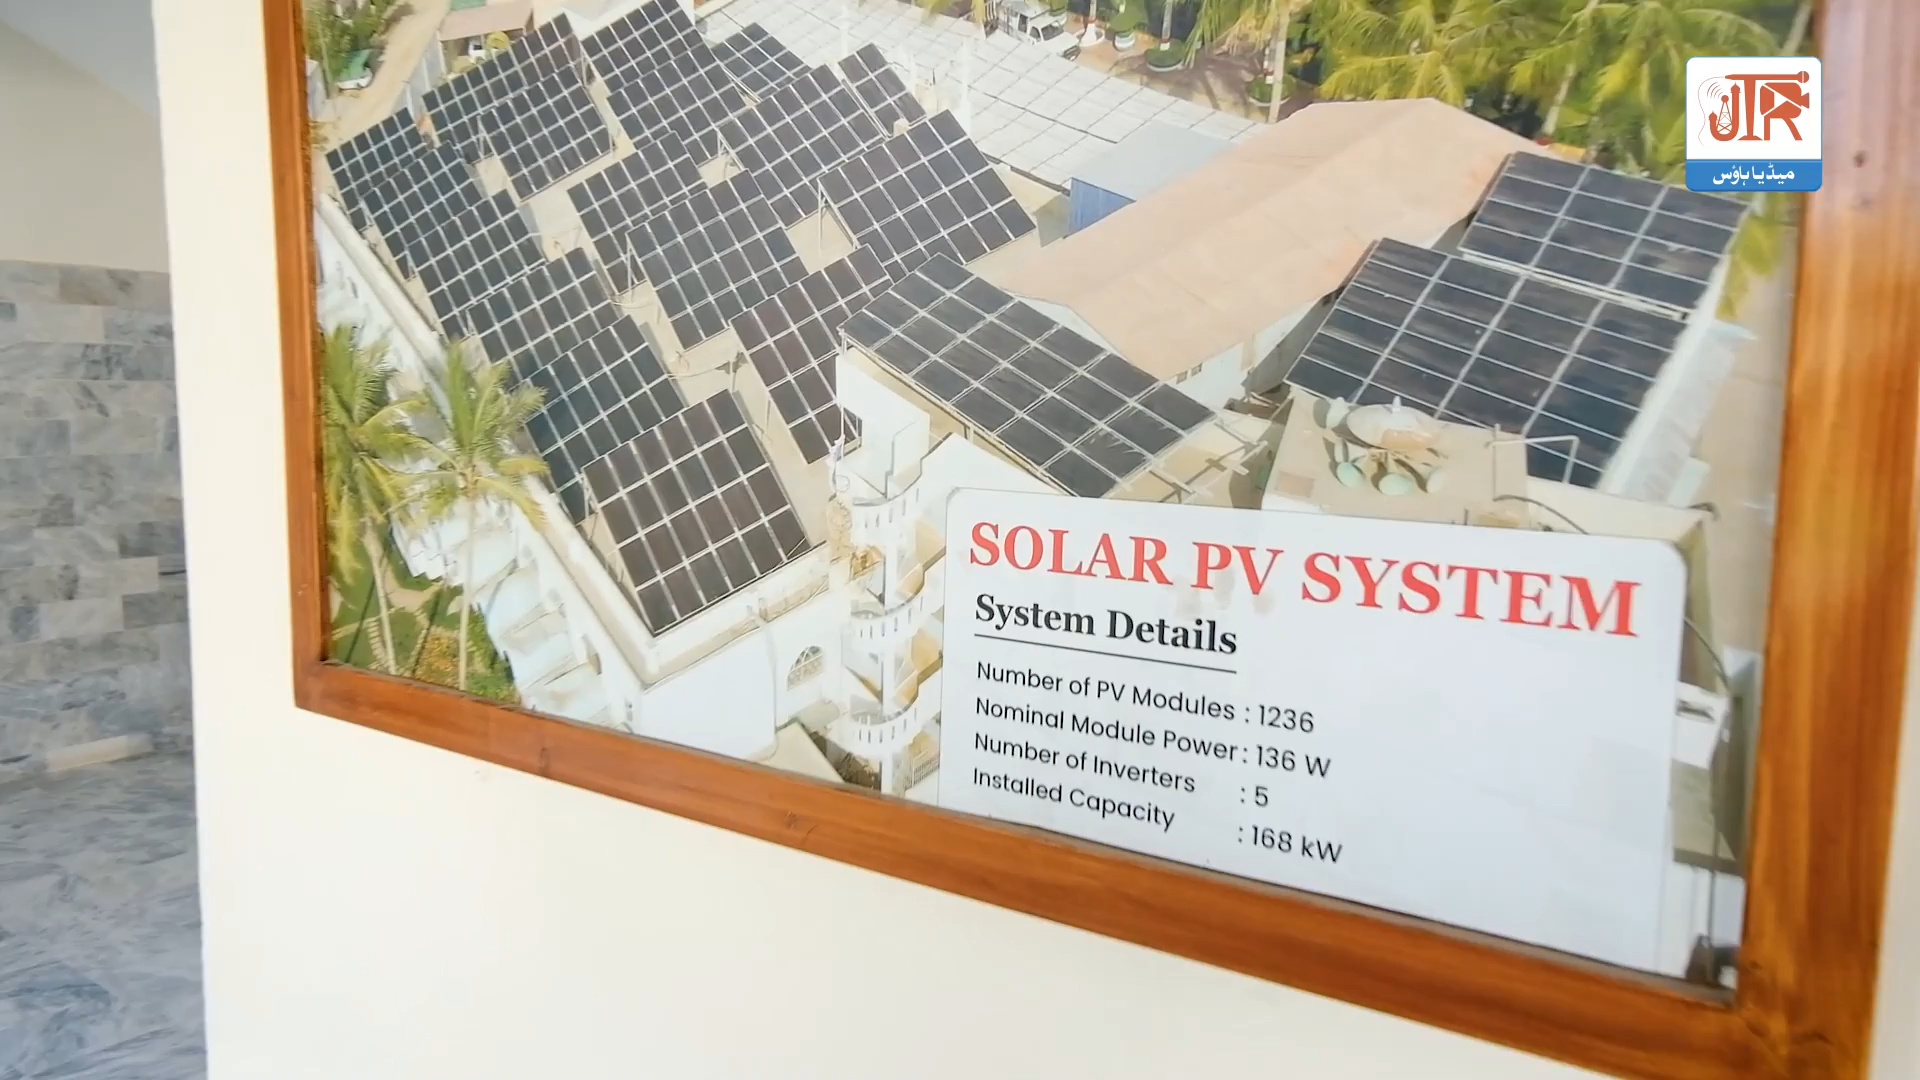 JTR
میڈیا ہاؤس
SOLAR PV SYSTEM
System Details
Number of PV Modules : 1236
Nominal Module Power : 136 W
Number of Inverters : 5
Installed Capacity : 168 kW